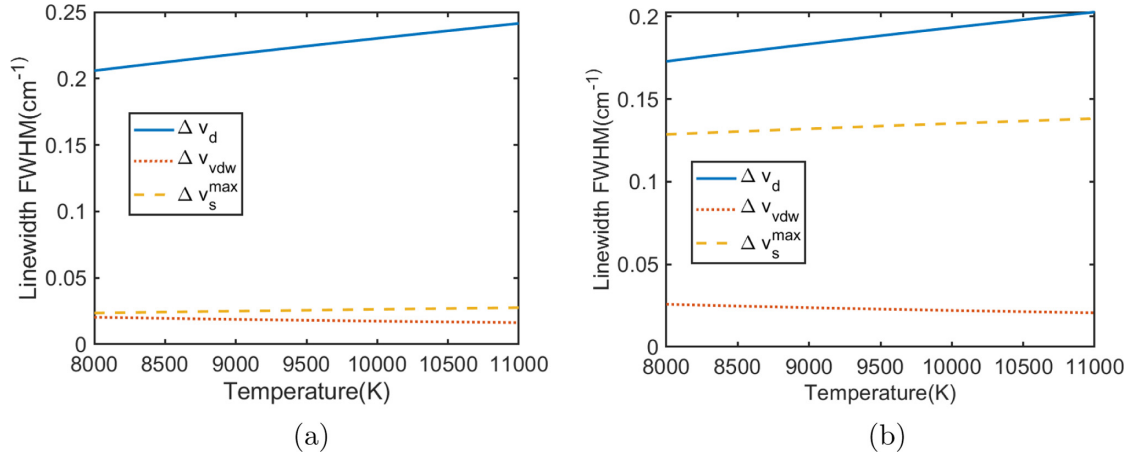 0.25
0.2
0.15
0.1
0.05
0
Linewidth FWHM(cm⁻¹)
Δ v_d
Δ v_vdw
Δ v_s^max
8000 8500 9000 9500 10000 10500 11000
Temperature(K)
(a)
0.2
0.15
0.1
0.05
0
Linewidth FWHM(cm⁻¹)
Δ v_d
Δ v_vdw
Δ v_s^max
8000 8500 9000 9500 10000 10500 11000
Temperature(K)
(b)